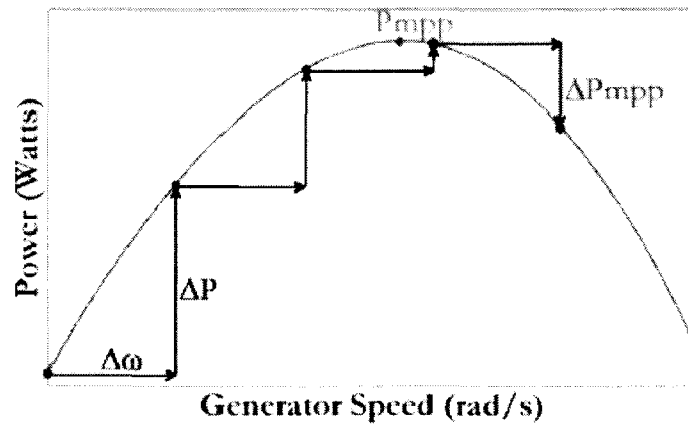 Pmpp
ΔPmpp
ΔP
Δω
Power (Watts)
Generator Speed (rad/s)